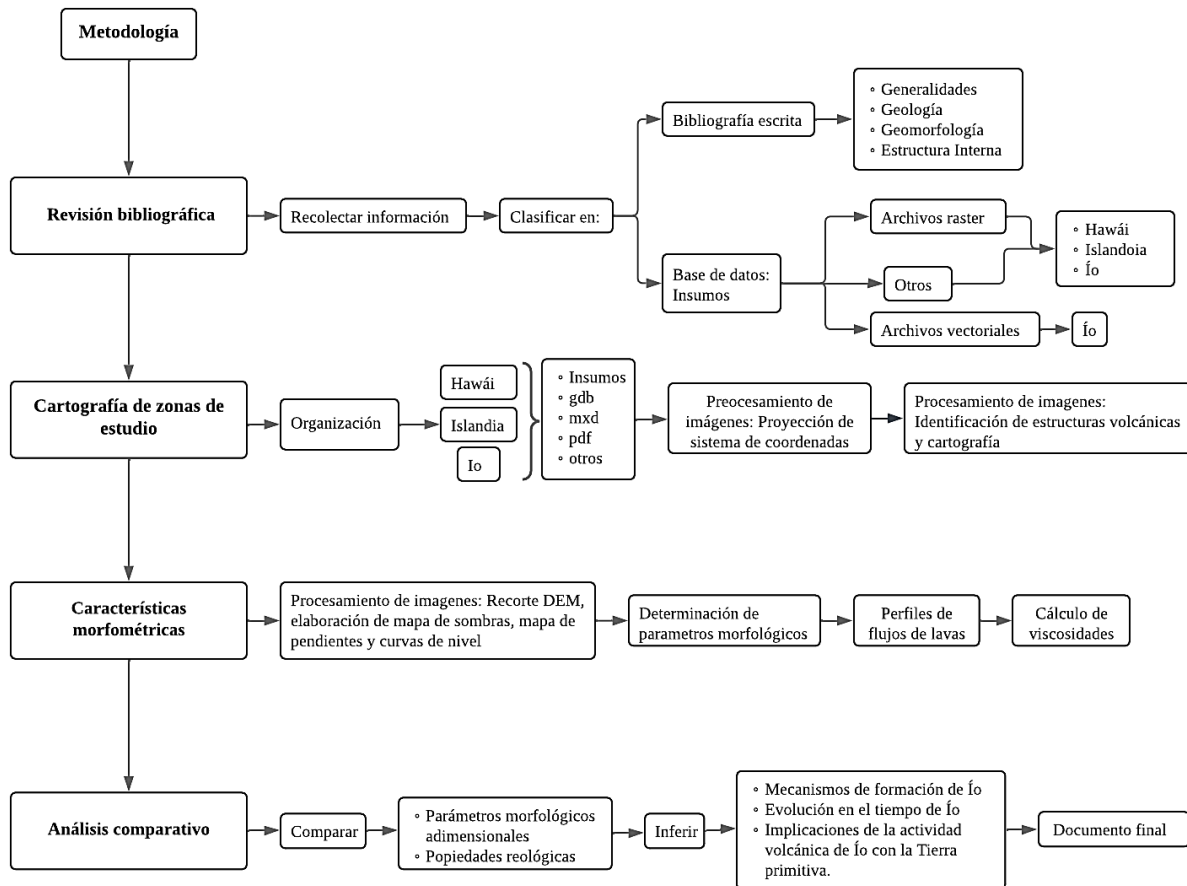 Metodología
Revisión bibliográfica
Recolectar información
Clasificar en:
Bibliografía escrita
∘ Generalidades
∘ Geología
∘ Geomorfología
∘ Estructura Interna
Base de datos:
Insumos
Archivos raster
Otros
Archivos vectoriales
∘ Hawái
∘ Islandoia
∘ Ío
Ío
Cartografía de zonas de
estudio
Organización
Hawái
Islandia
Io
∘ Insumos
∘ gdb
∘ mxd
∘ pdf
∘ otros
Preocesamiento de
imágenes: Proyección de
sistema de coordenadas
Procesamiento de imagenes:
Identificación de estructuras volcánicas
y cartografía
Características
morfométricas
Procesamiento de imagenes: Recorte DEM,
elaboración de mapa de sombras, mapa de
pendientes y curvas de nivel
Determinación de
parametros morfológicos
Perfiles de
flujos de lavas
Cálculo de
viscosidades
Análisis comparativo
Comparar
∘ Parámetros morfológicos
adimensionales
∘ Popiedades reológicas
Inferir
∘ Mecanismos de formación de Ío
∘ Evolución en el tiempo de Ío
∘ Implicaciones de la actividad
volcánica de Ío con la Tierra
primitiva.
Documento final